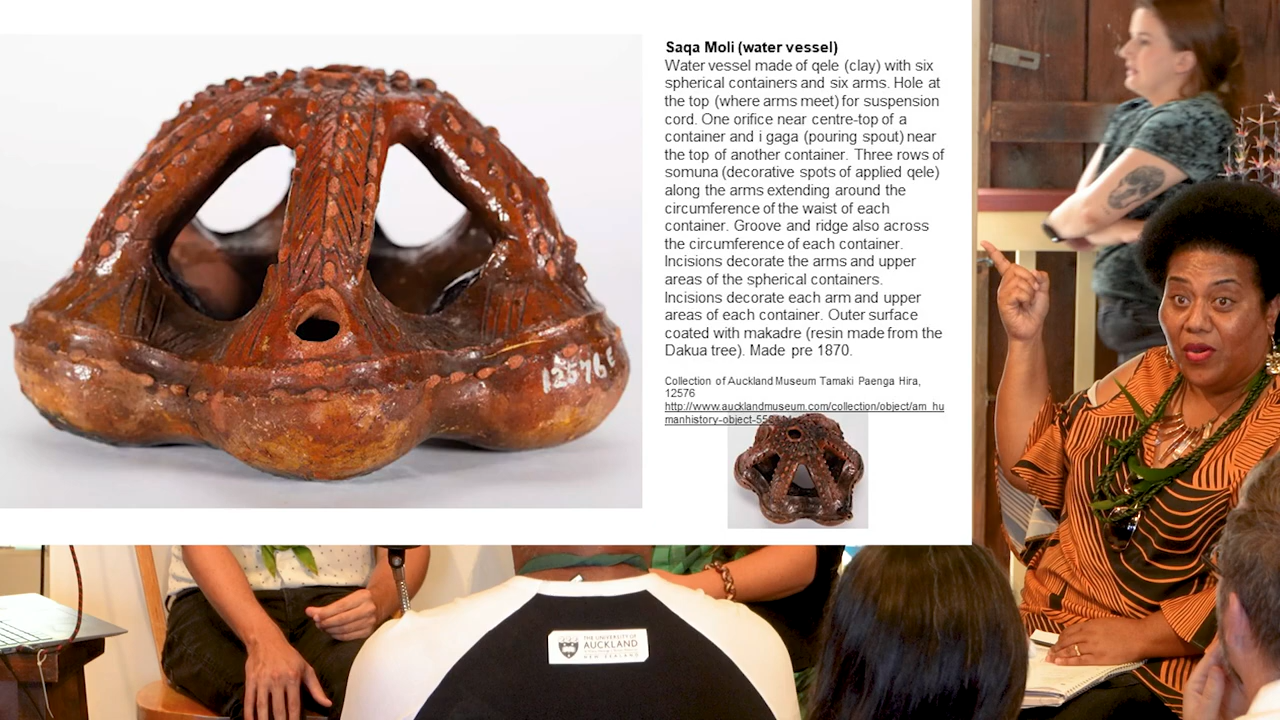 Saqa Moli (water vessel)
Water vessel made of qele (clay) with six
spherical containers and six arms. Hole at
the top (where arms meet) for suspension
cord. One orifice near centre-top of a
container and i gaga (pouring spout) near
the top of another container. Three rows of
somuna (decorative spots of applied qele)
along the arms extending around the
circumference of the waist of each
container. Groove and ridge also across
the circumference of each container.
Incisions decorate the arms and upper
areas of the spherical containers.
Incisions decorate each arm and upper
areas of each container. Outer surface
coated with makadre (resin made from the
Dakua tree). Made pre 1870.
Collection of Auckland Museum Tamaki Paenga Hira,
12576
http://www.aucklandmuseum.com/collection/object/am_hu
manhistory-object-
12576
THE UNIVERSITY OF
AUCKLAND
NEW ZEALAND